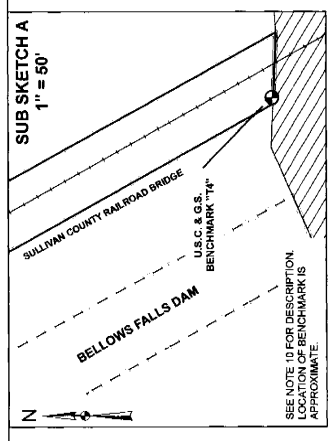 SUB SKETCH A
1" = 50'
SULLIVAN COUNTY RAILROAD BRIDGE
U.S.C. & G.S.
BENCHMARK "T4"
BELLOWS FALLS DAM
SEE NOTE 10 FOR DESCRIPTION.
LOCATION OF BENCHMARK IS
APPROXIMATE.
N